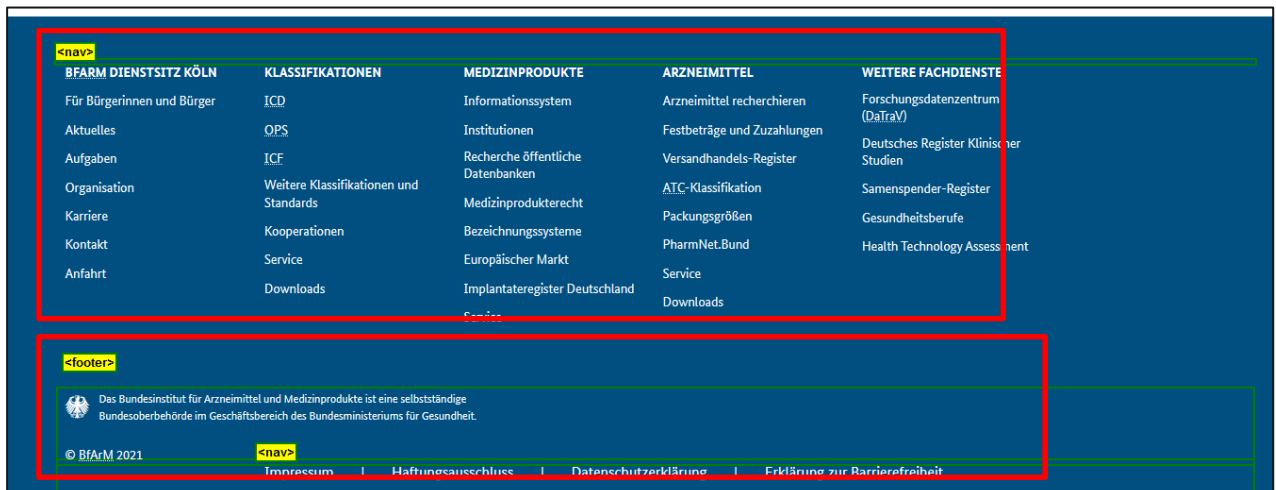 <nav>
BFARM DIENSTSITZ KÖLN
Für Bürgerinnen und Bürger
Aktuelles
Aufgaben
Organisation
Karriere
Kontakt
Anfahrt
KLASSIFIKATIONEN
ICD
OPS
ICF
Weitere Klassifikationen und
Standards
Kooperationen
Service
Downloads
MEDIZINPRODUKTE
Informationssystem
Institutionen
Recherche öffentliche
Datenbanken
Medizinprodukterecht
Bezeichnungssysteme
Europäischer Markt
Implantateregister Deutschland
Service
ARZNEIMITTEL
Arzneimittel recherchieren
Festbeträge und Zuzahlungen
Versandhandels-Register
ATC-Klassifikation
Packungsgrößen
PharmNet.Bund
Service
Downloads
WEITERE FACHDIENSTE
Forschungsdatenzentrum
(DaTraV)
Deutsches Register Klinischer
Studien
Samenspender-Register
Gesundheitsberufe
Health Technology Assessment
<footer>
Das Bundesinstitut für Arzneimittel und Medizinprodukte ist eine selbstständige
Bundesoberbehörde im Geschäftsbereich des Bundesministeriums für Gesundheit.
© BfArM 2021
<nav>
Impressum | Haftungsausschluss | Datenschutzerklärung | Erklärung zur Barrierefreiheit